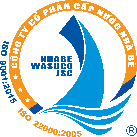 CÔNG TY CỔ PHẦN CẤP NƯỚC NHÀ BÈ
NHABE
WASUCO
JSC
ISO 9001:2015
ISO 22000:2005